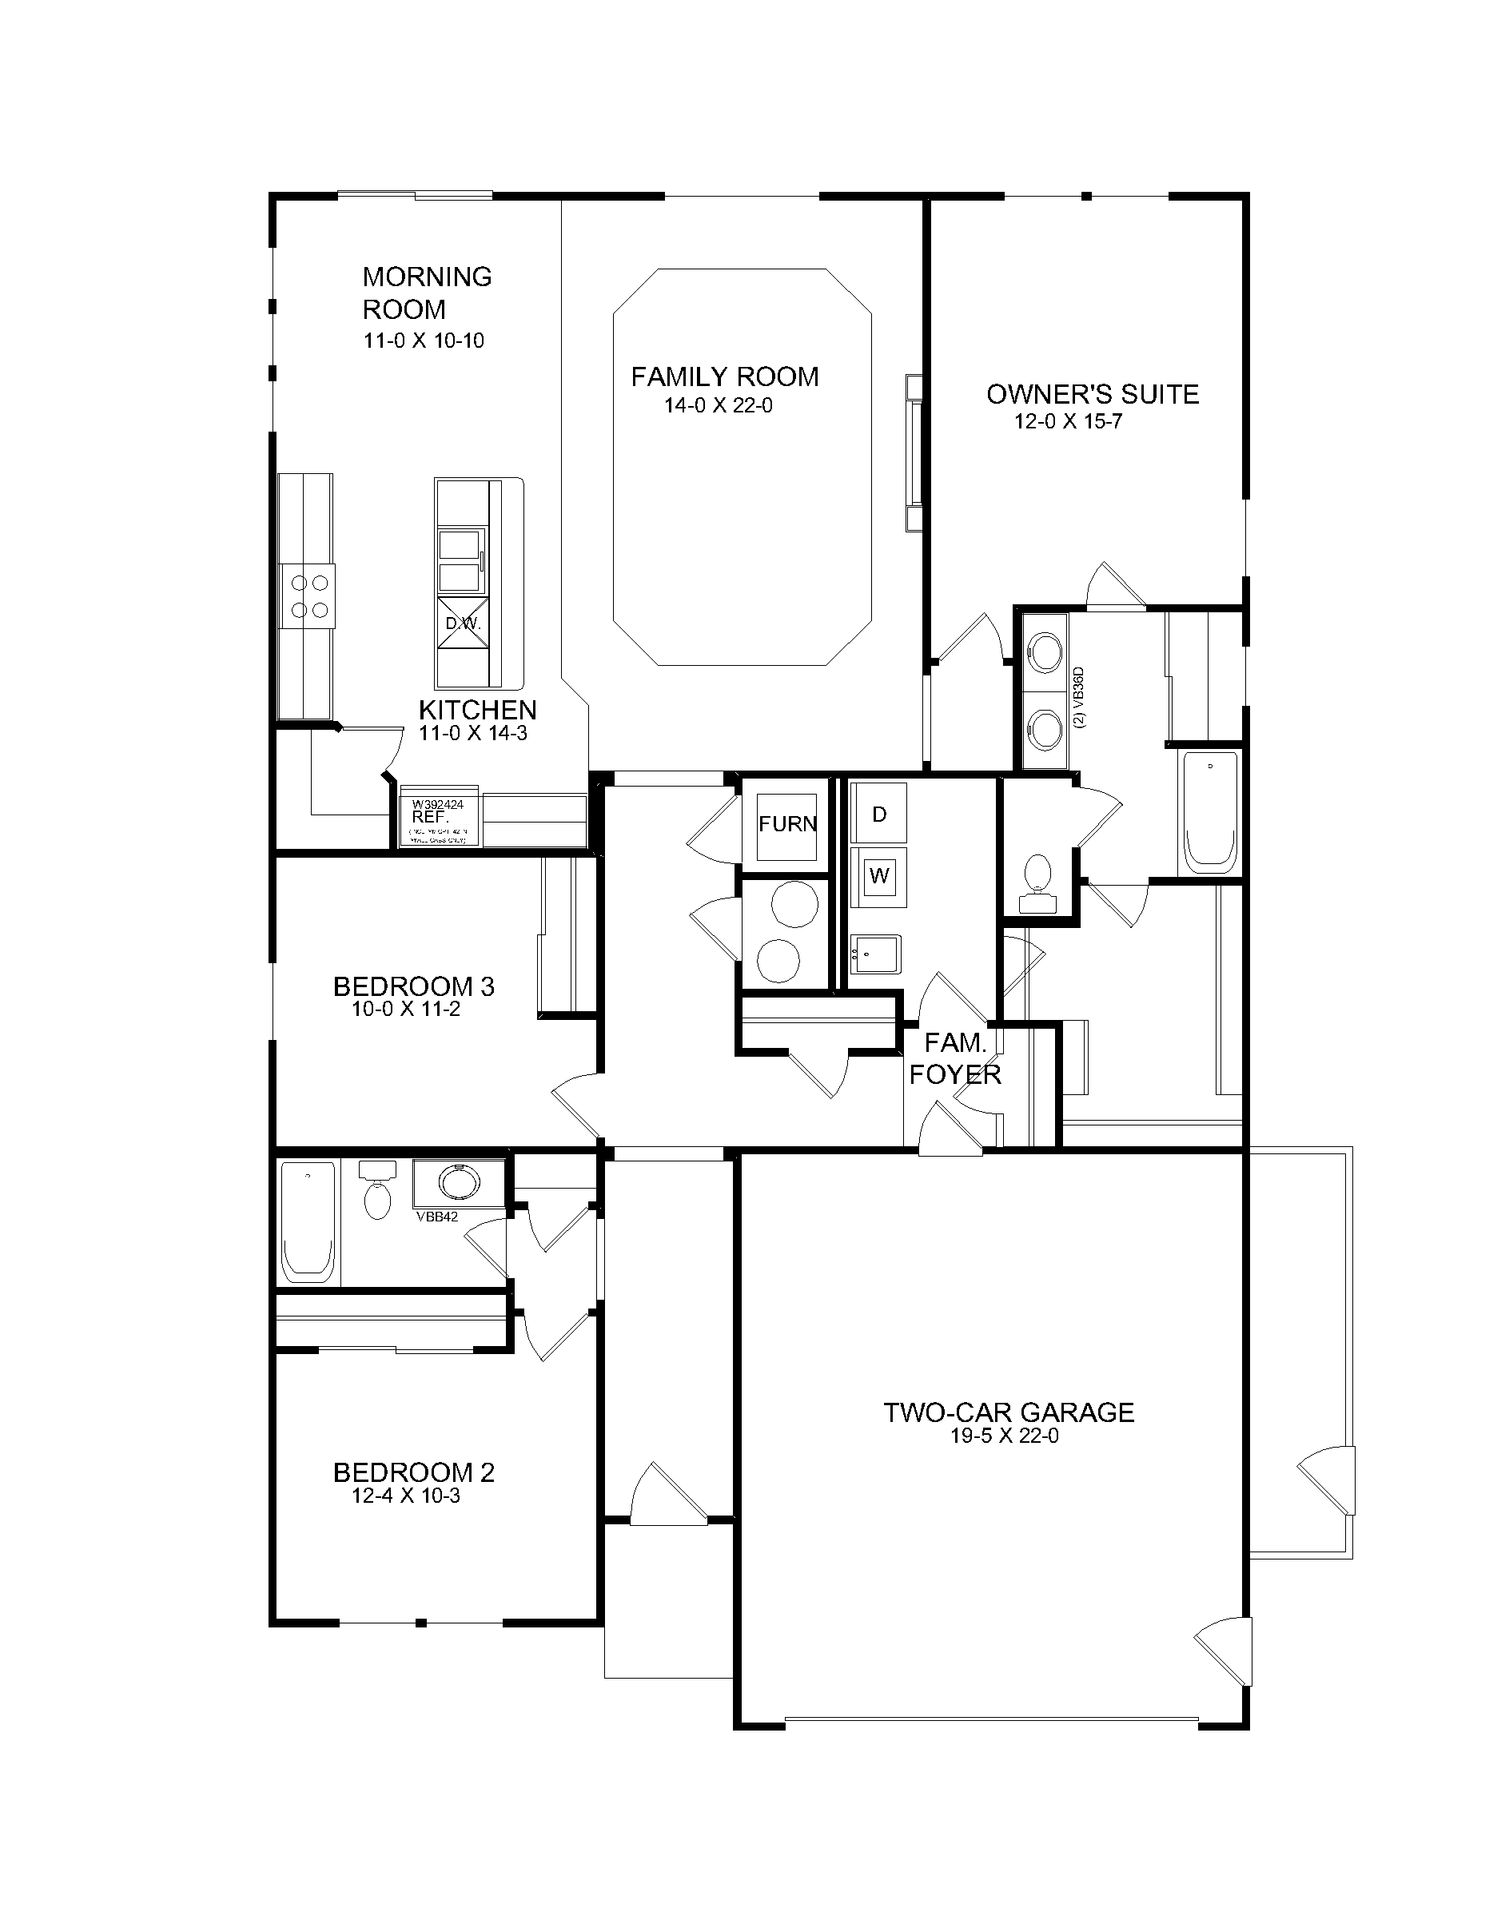 MORNING
ROOM
11-0 X 10-10
FAMILY ROOM
14-0 X 22-0
OWNER'S SUITE
12-0 X 15-7
D.W.
KITCHEN
11-0 X 14-3
(2) VB36D
W392424
REF.
FURN
D
W
BEDROOM 3
10-0 X 11-2
FAM.
FOYER
VBB42
TWO-CAR GARAGE
19-5 X 22-0
BEDROOM 2
12-4 X 10-3